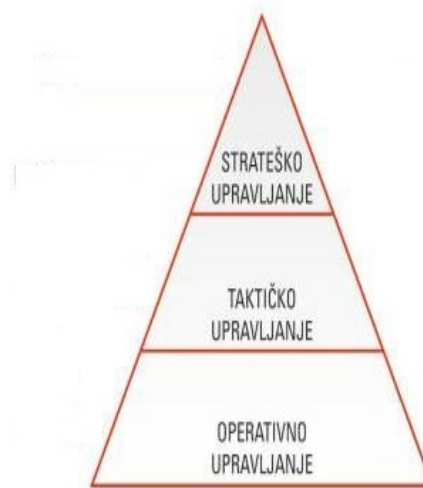 STRATEŠKO
UPRAVLJANJE
TAKTIČKO
UPRAVLJANJE
OPERATIVNO
UPRAVLJANJE